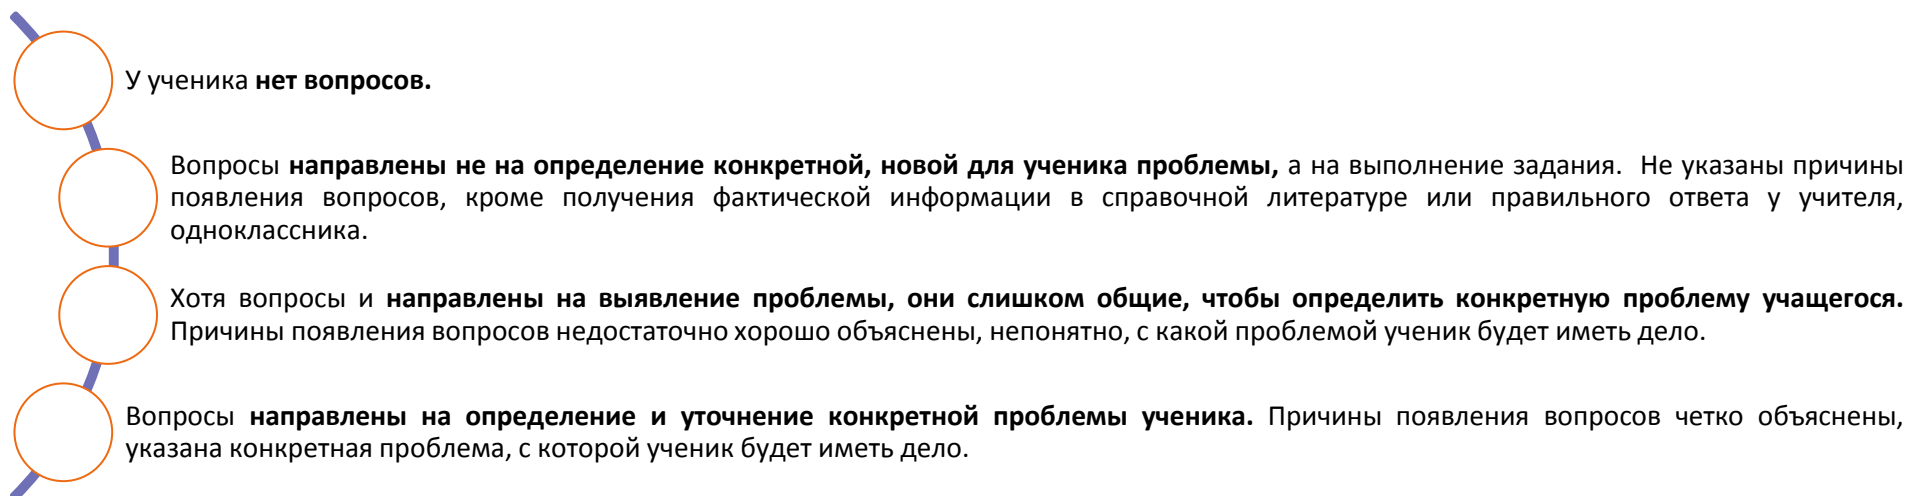 У ученика нет вопросов.
Вопросы направлены не на определение конкретной, новой для ученика проблемы, а на выполнение задания. Не указаны причины
появления вопросов, кроме получения фактической информации в справочной литературе или правильного ответа у учителя,
одноклассника.
Хотя вопросы и направлены на выявление проблемы, они слишком общие, чтобы определить конкретную проблему учащегося.
Причины появления вопросов недостаточно хорошо объяснены, непонятно, с какой проблемой ученик будет иметь дело.
Вопросы направлены на определение и уточнение конкретной проблемы ученика. Причины появления вопросов четко объяснены,
указана конкретная проблема, с которой ученик будет иметь дело.